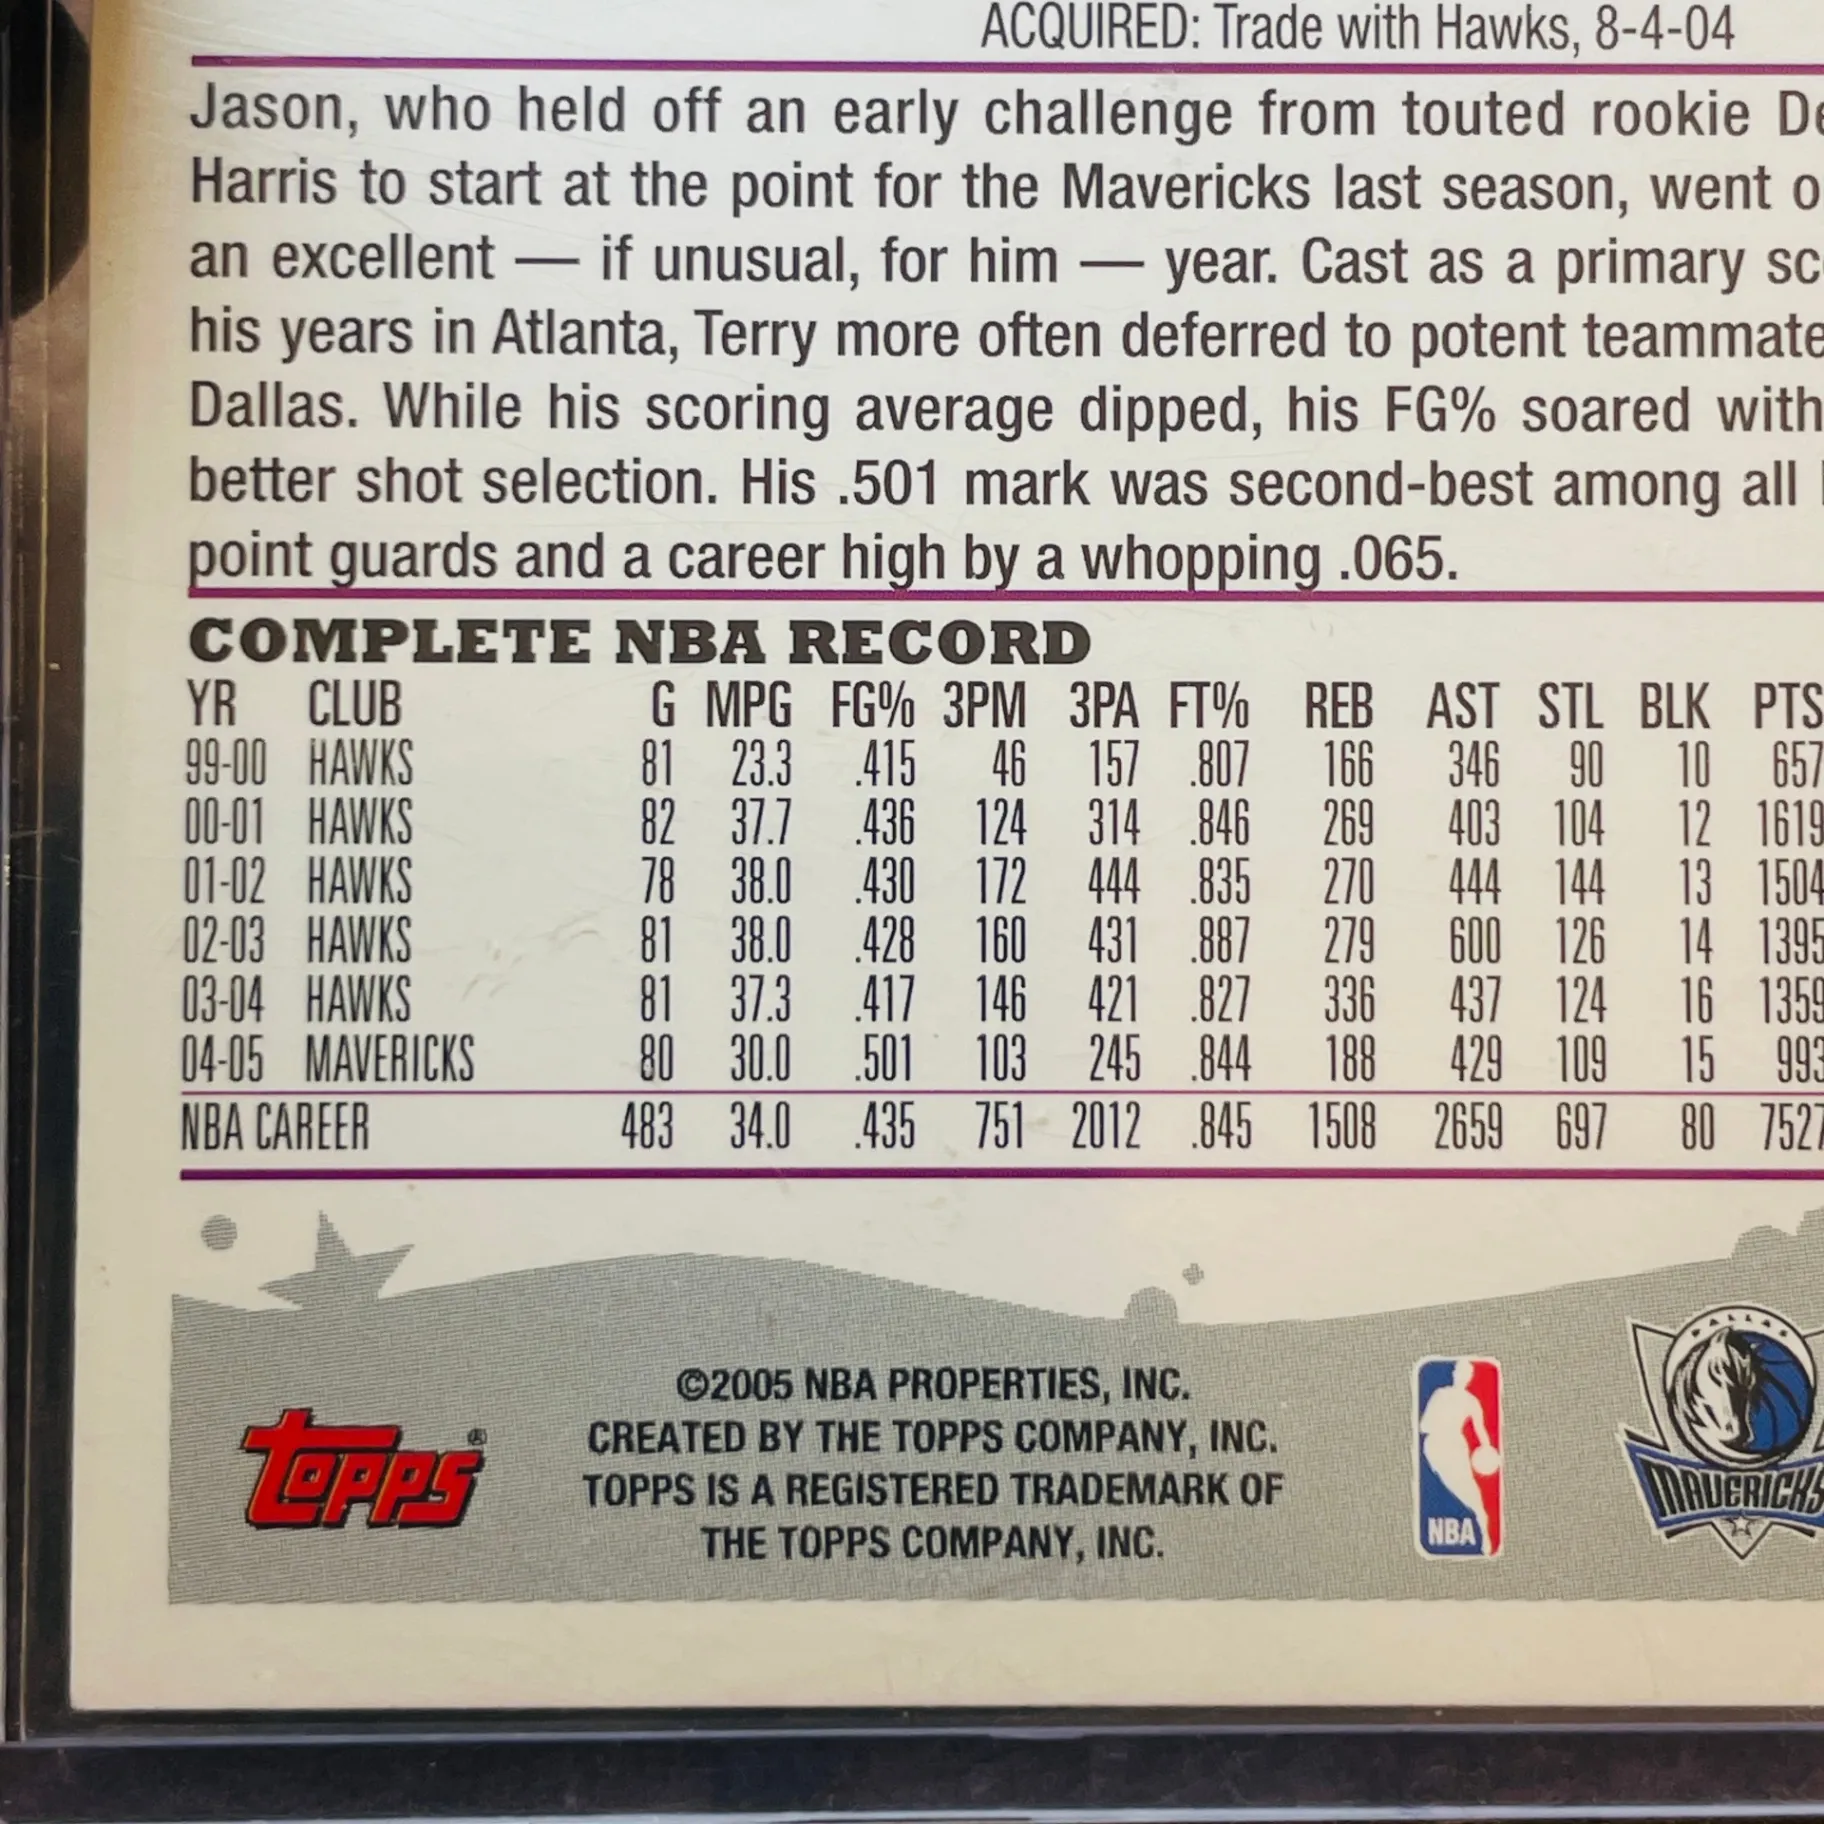 ACQUIRED: Trade with Hawks, 8-4-04
Jason, who held off an early challenge from touted rookie
Harris to start at the point for the Mavericks last season, went
an excellent — if unusual, for him — year. Cast as a primary
his years in Atlanta, Terry more often deferred to potent
Dallas. While his scoring average dipped, his FG% soared with
better shot selection. His .501 mark was second-best among all
point guards and a career high by a whopping .065.
COMPLETE NBA RECORD
YR CLUB G MPG FG% 3PM 3PA FT% REB AST STL BLK PTS
99-00 HAWKS 81 23.3 .415 46 157 .807 166 346 90 10 657
00-01 HAWKS 82 37.7 .436 124 314 .846 269 403 104 12 1619
01-02 HAWKS 78 38.0 .430 172 444 .835 270 444 144 13 1504
02-03 HAWKS 81 38.0 .428 160 431 .887 279 600 126 14 1395
03-04 HAWKS 81 37.3 .417 146 421 .827 336 437 124 16 1359
04-05 MAVERICKS 80 30.0 .501 103 245 .844 188 429 109 15 993
NBA CAREER 483 34.0 .435 751 2012 .845 1508 2659 697 80 7527
©2005 NBA PROPERTIES, INC.
CREATED BY THE TOPPS COMPANY, INC.
TOPPS IS A REGISTERED TRADEMARK OF
THE TOPPS COMPANY, INC.
Topps®
NBA
DALLAS
MAVERICKS